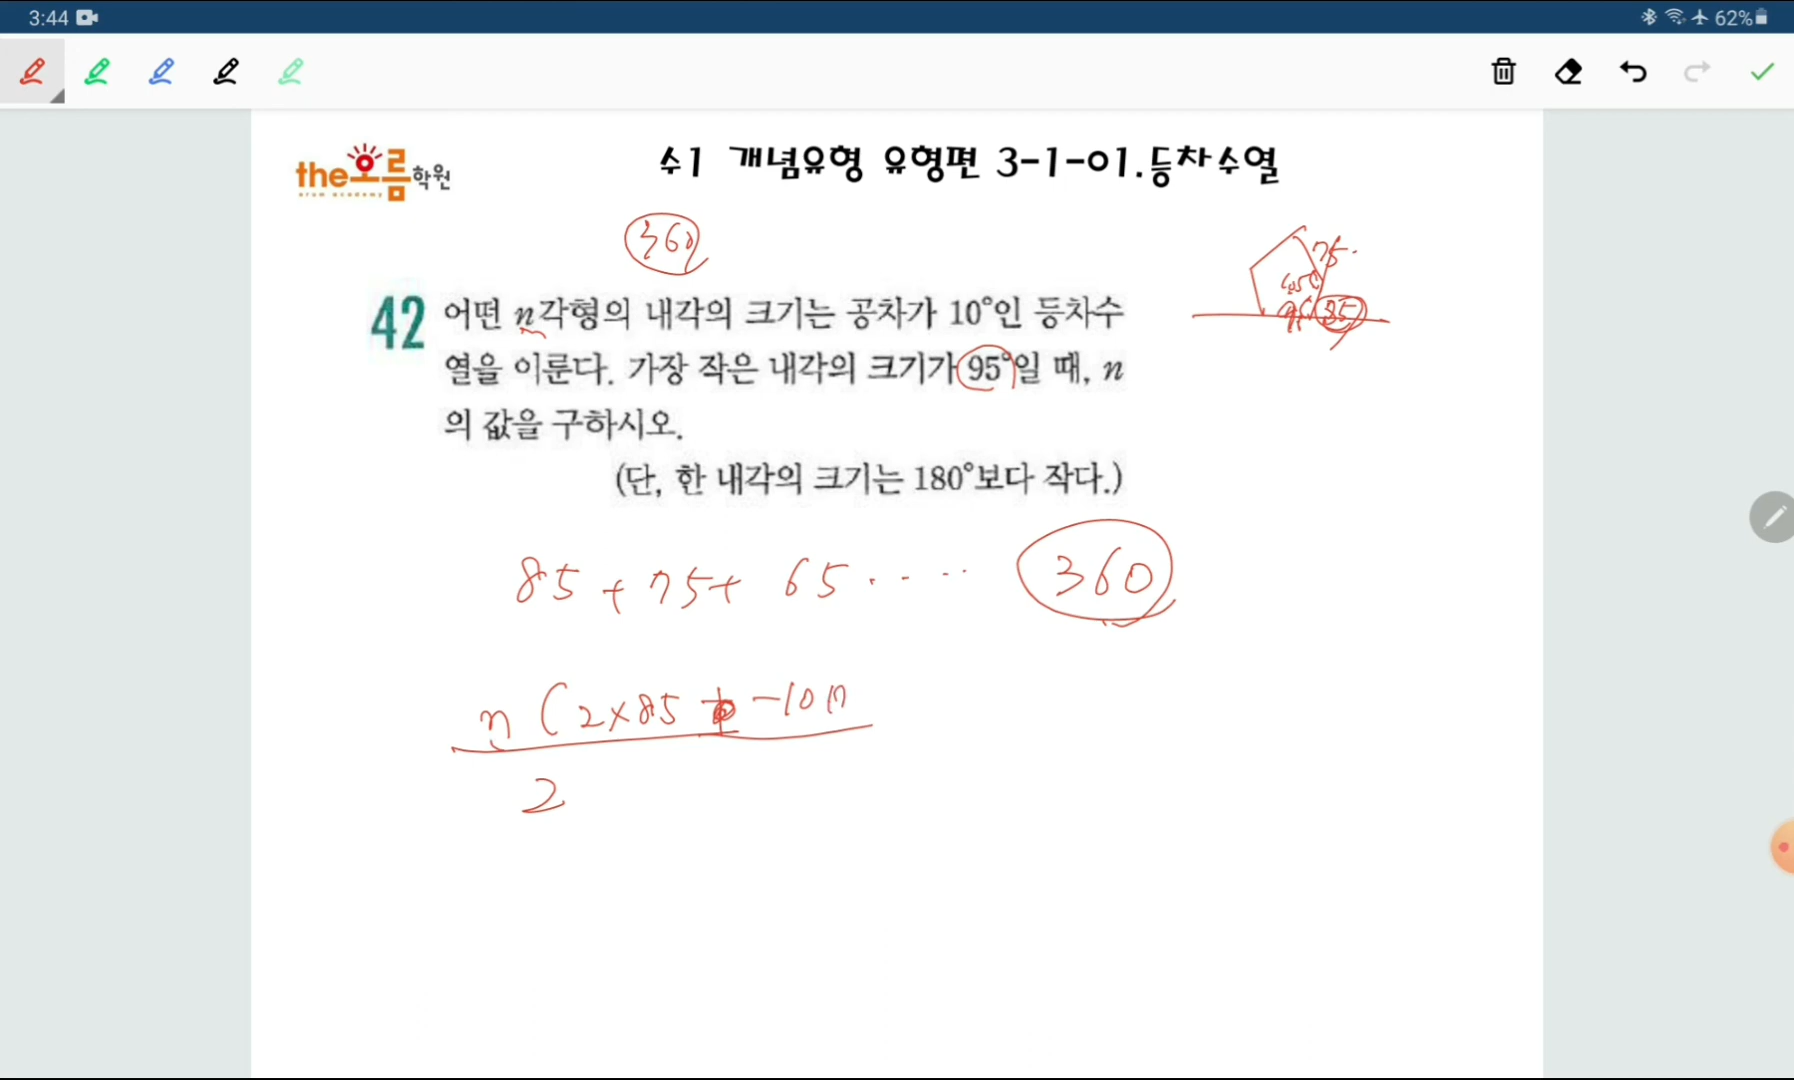 3:44 62%
the오름학원 수1 개념유형 유형편 3-1-01.등차수열
360
75
95 85
42 어떤 n각형의 내각의 크기는 공차가 10°인 등차수
열을 이룬다. 가장 작은 내각의 크기가 95°일 때, n
의 값을 구하시오.
(단, 한 내각의 크기는 180°보다 작다.)
85 + 75 + 65 .... 360
n (2×85 -10n
2